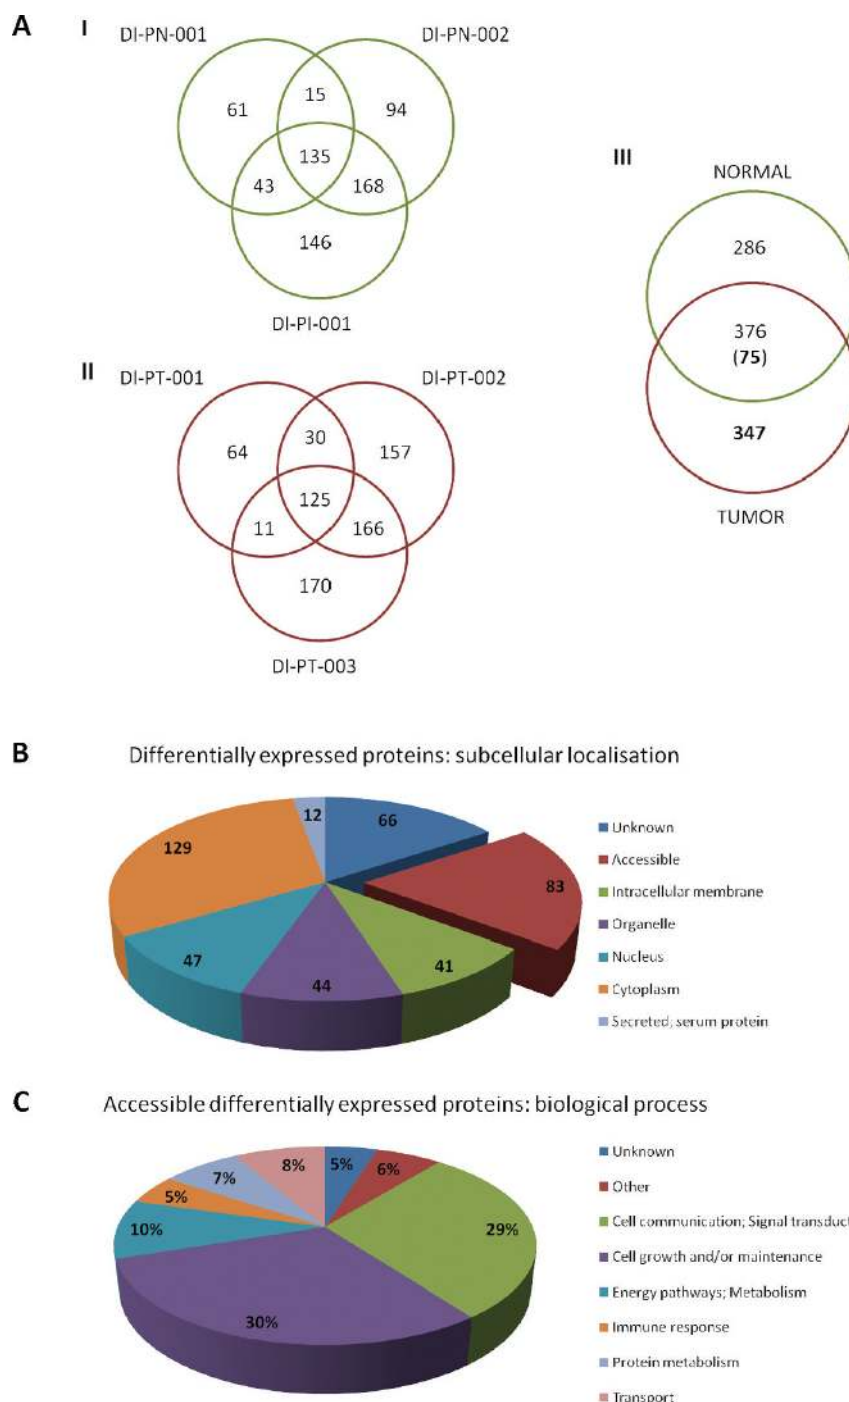 A
I
DI-PN-001
DI-PN-002
61
15
94
135
43
168
146
DI-PI-001
II
DI-PT-001
DI-PT-002
64
30
157
125
11
166
170
DI-PT-003
III
NORMAL
286
376
(75)
347
TUMOR
B
Differentially expressed proteins: subcellular localisation
12
66
129
83
47
44
41
Unknown
Accessible
Intracellular membrane
Organelle
Nucleus
Cytoplasm
Secreted; serum protein
C
Accessible differentially expressed proteins: biological process
8%
5%
7%
6%
5%
10%
29%
30%
Unknown
Other
Cell communication; Signal transduct
Cell growth and/or maintenance
Energy pathways; Metabolism
Immune response
Protein metabolism
Transport